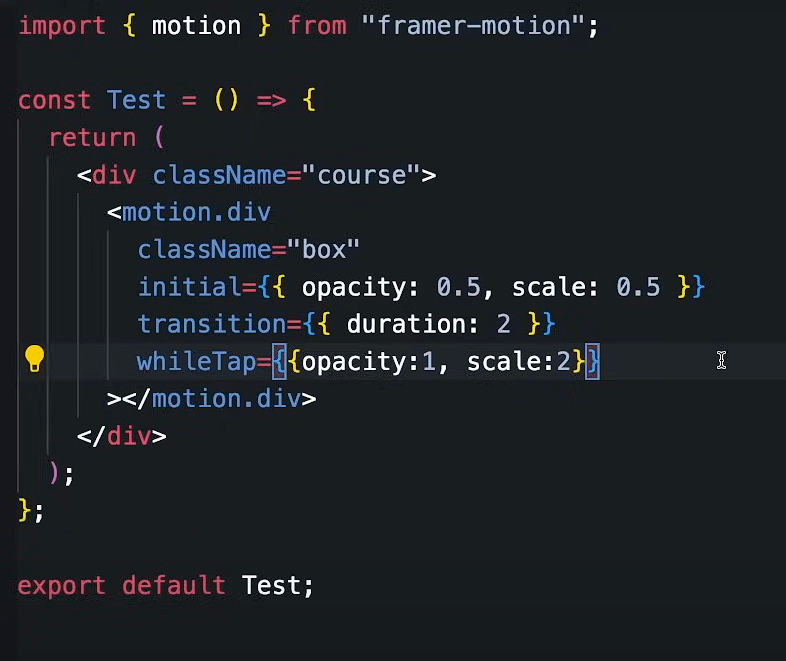 import { motion } from "framer-motion";
const Test = () => {
return (
<div className="course">
<motion.div
className="box"
initial={{ opacity: 0.5, scale: 0.5 }}
transition={{ duration: 2 }}
whileTap={{opacity:1, scale:2}}
></motion.div>
</div>
);
};
export default Test;